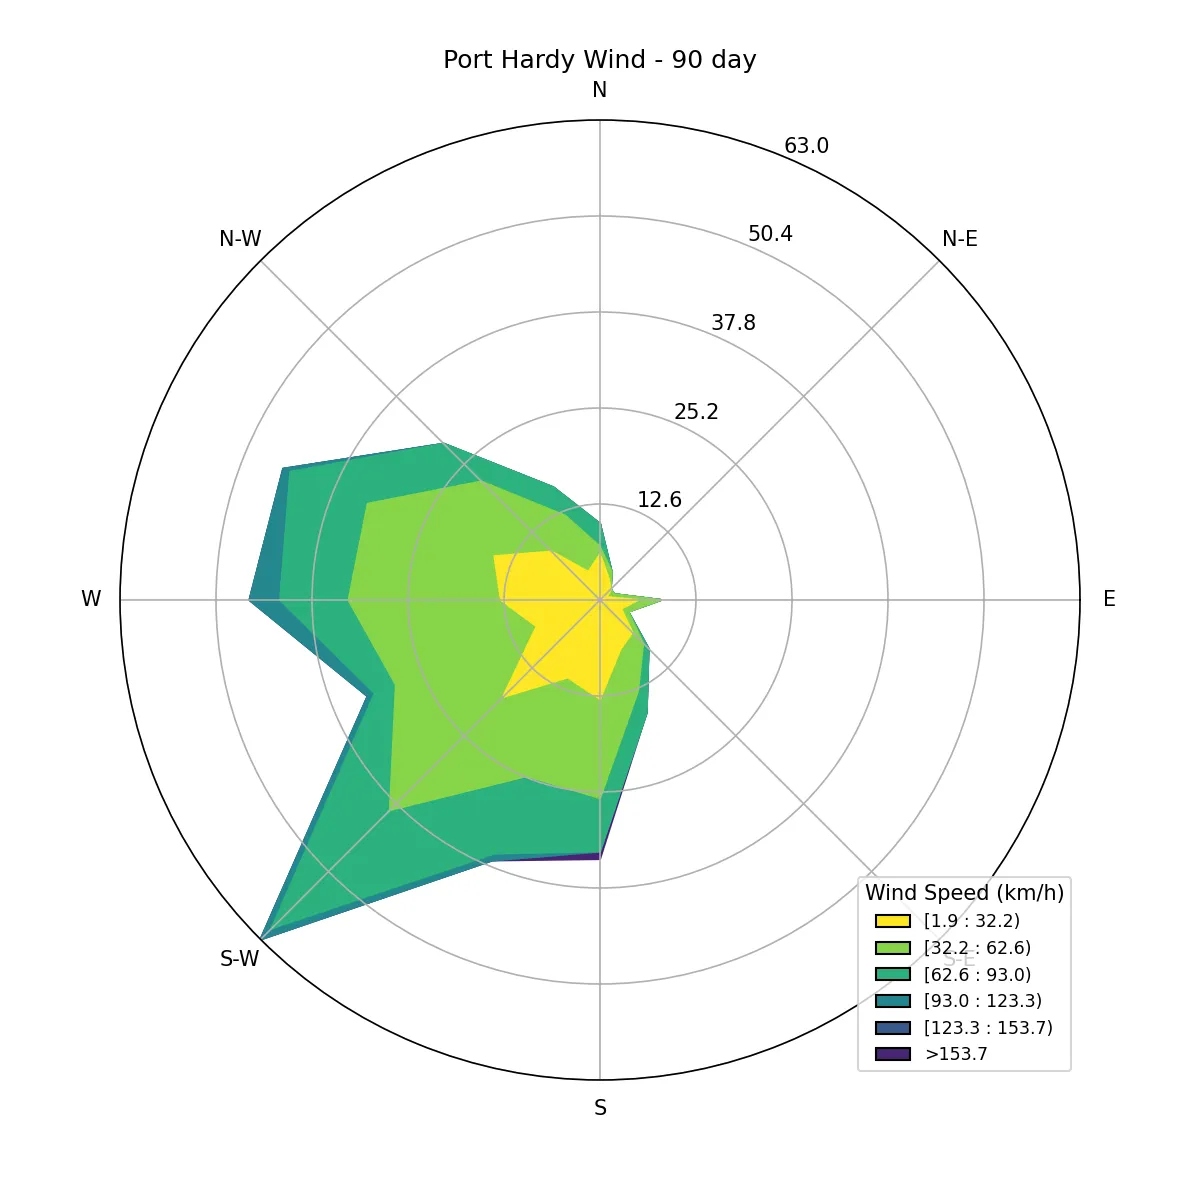 Port Hardy Wind - 90 day
N
63.0
50.4
N-W
N-E
37.8
25.2
12.6
W
E
Wind Speed (km/h)
[1.9 : 32.2)
[32.2 : 62.6)
S-W
S-E
[62.6 : 93.0)
[93.0 : 123.3)
[123.3 : 153.7)
>153.7
S